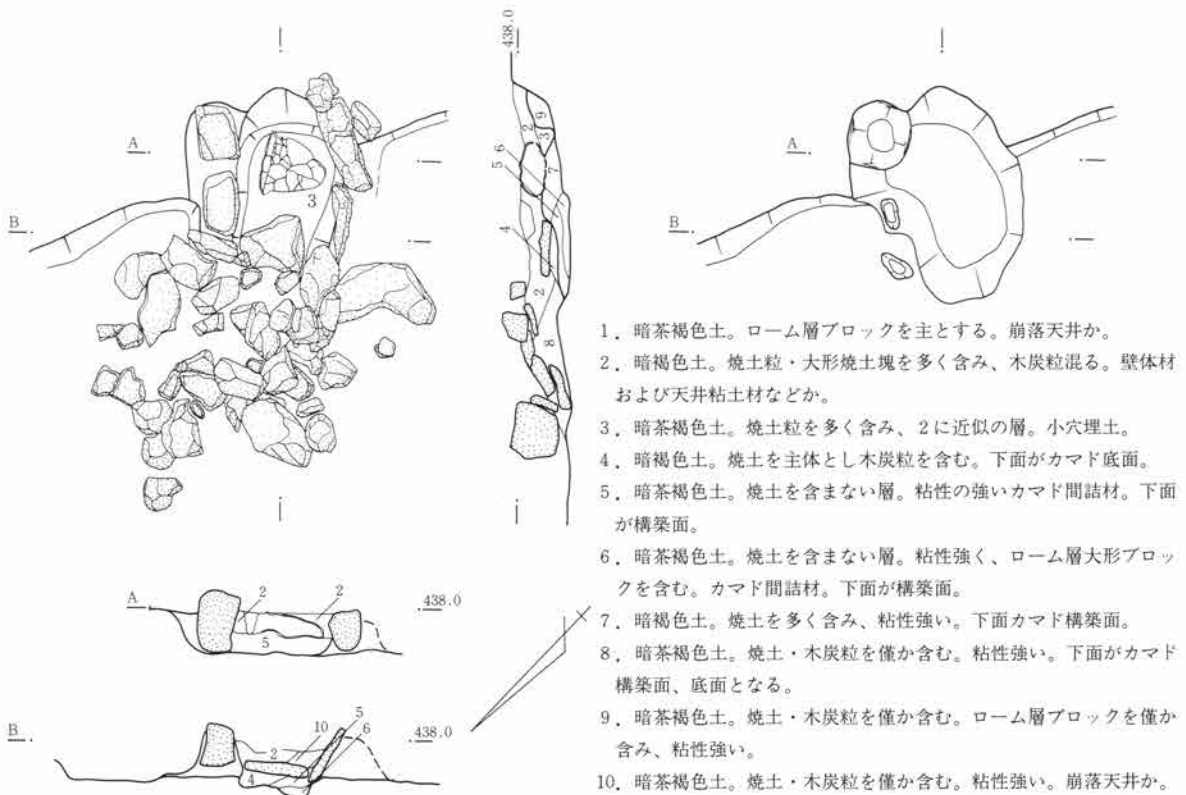 438.0
A
B
3
9
2
3
6
5
7
4
2
8
A
B
A
2
2
438.0
5
B
5
10
6
438.0
2
4
1．暗茶褐色土。ローム層ブロックを主とする。崩落天井か。
2．暗褐色土。焼土粒・大形焼土塊を多く含み、木炭粒混る。壁体材
および天井粘土材などか。
3．暗茶褐色土。焼土粒を多く含み、2に近似の層。小穴埋土。
4．暗褐色土。焼土を主体とし木炭粒を含む。下面がカマド底面。
5．暗茶褐色土。焼土を含まない層。粘性の強いカマド間詰材。下面
が構築面。
6．暗茶褐色土。焼土を含まない層。粘性強く、ローム層大形ブロッ
クを含む。カマド間詰材。下面が構築面。
7．暗褐色土。焼土を多く含み、粘性強い。下面カマド構築面。
8．暗茶褐色土。焼土・木炭粒を僅か含む。粘性強い。下面がカマド
構築面、底面となる。
9．暗茶褐色土。焼土・木炭粒を僅か含む。ローム層ブロックを僅か
含み、粘性強い。
10．暗茶褐色土。焼土・木炭粒を僅か含む。粘性強い。崩落天井か。